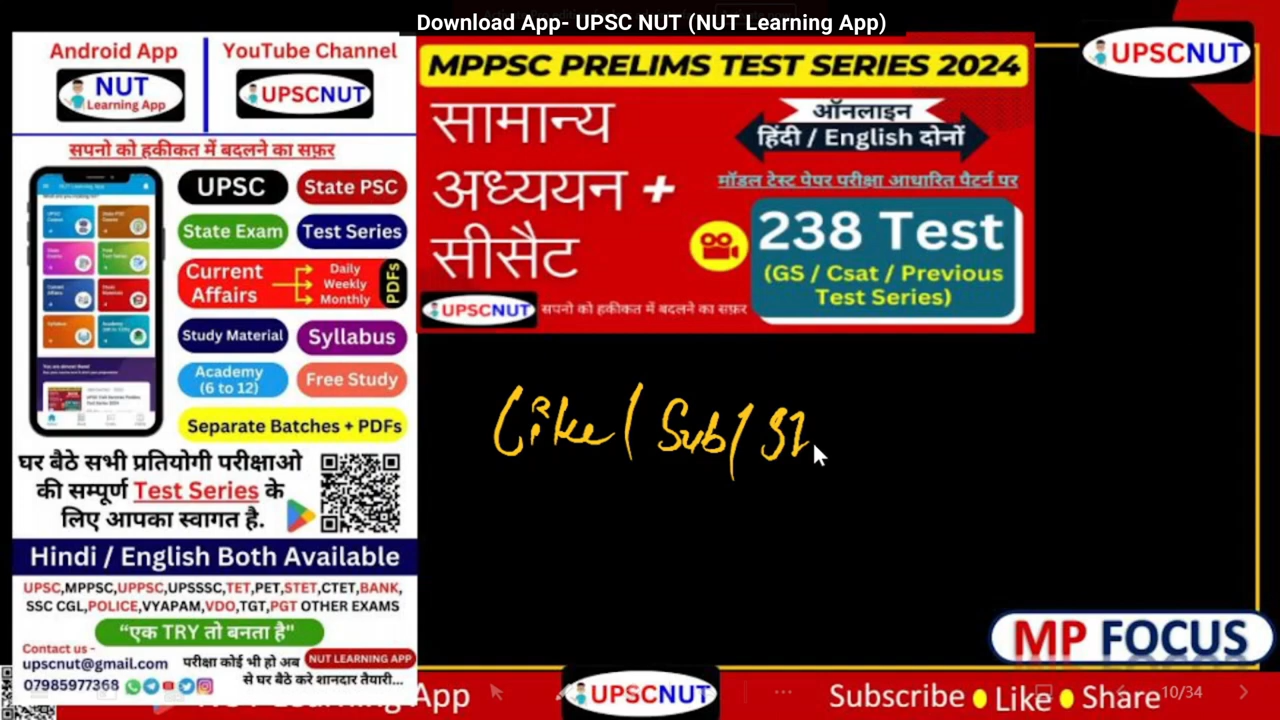 Download App- UPSC NUT (NUT Learning App)
Android App
YouTube Channel
NUT
Learning App
UPSCNUT
सपनो को हकीकत में बदलने का सफ़र
UPSC
State PSC
State Exam
Test Series
Current Affairs
Daily
Weekly
Monthly
PDFs
Study Material
Syllabus
Academy
(6 to 12)
Free Study
Separate Batches + PDFs
घर बैठे सभी प्रतियोगी परीक्षाओ
की सम्पूर्ण Test Series के
लिए आपका स्वागत है.
Hindi / English Both Available
UPSC,MPPSC,UPPSC,UPSSSC,TET,PET,STET,CTET,BANK,
SSC CGL,POLICE,VYAPAM,VDO,TGT,PGT OTHER EXAMS
“एक TRY तो बनता है"
Contact us -
upscnut@gmail.com
07985977368
परीक्षा कोई भी हो अब NUT LEARNING APP
से घर बैठे करे शानदार तैयारी...
MPPSC PRELIMS TEST SERIES 2024
सामान्य
अध्ययन +
सीसैट
ऑनलाइन
हिंदी / English दोनों
मॉडल टेस्ट पेपर परीक्षा आधारित पैटर्न पर
238 Test
(GS / Csat / Previous
Test Series)
UPSCNUT सपनो को हकीकत में बदलने का सफ़र
UPSCNUT
Like / Sub /
MP FOCUS
App
UPSCNUT
Subscribe Like Share
10/34